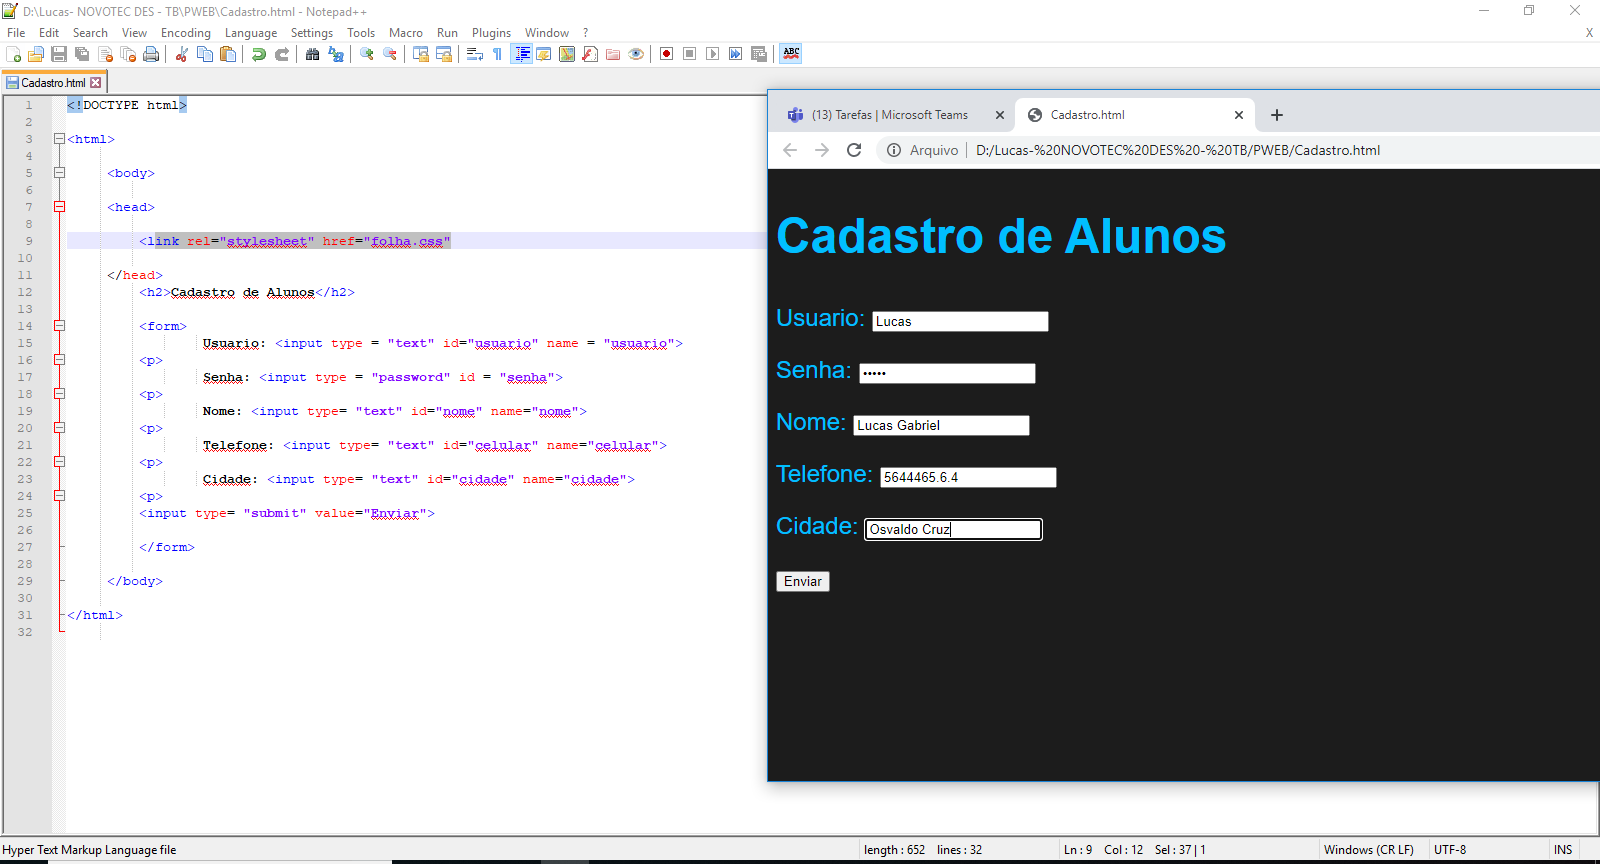 D:\Lucas- NOVOTEC DES - TB\PWEB\Cadastro.html - Notepad++
File Edit Search View Encoding Language Settings Tools Macro Run Plugins Window ? X
ABC
Cadastro.html
1 <!DOCTYPE html>
2
3 <html>
4
5 <body>
6
7 <head>
8
9 <link rel="stylesheet" href="folha.css"
10
11 </head>
12 <h2>Cadastro de Alunos</h2>
13
14 <form>
15 Usuario: <input type = "text" id="usuario" name = "usuario">
16 <p>
17 Senha: <input type = "password" id = "senha">
18 <p>
19 Nome: <input type= "text" id="nome" name="nome">
20 <p>
21 Telefone: <input type= "text" id="celular" name="celular">
22 <p>
23 Cidade: <input type= "text" id="cidade" name="cidade">
24 <p>
25 <input type= "submit" value="Enviar">
26
27 </form>
28
29 </body>
30
31 </html>
32
(13) Tarefas | Microsoft Teams
Cadastro.html
Arquivo | D:/Lucas-%20NOVOTEC%20DES%20-%20TB/PWEB/Cadastro.html
Cadastro de Alunos
Usuario: Lucas
Senha: •••••
Nome: Lucas Gabriel
Telefone: 5644465.6.4
Cidade: Osvaldo Cruz
Enviar
Hyper Text Markup Language file length : 652 lines : 32 Ln : 9 Col : 12 Sel : 37 | 1 Windows (CR LF) UTF-8 INS